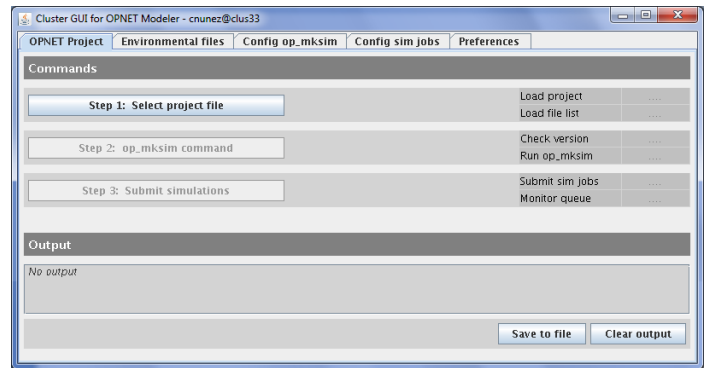 Cluster GUI for OPNET Modeler - cnunez@clus33
OPNET Project Environmental files Config op_mksim Config sim jobs Preferences
Commands
Step 1: Select project file
Load project ....
Load file list ....
Step 2: op_mksim command
Check version ....
Run op_mksim ....
Step 3: Submit simulations
Submit sim jobs ....
Monitor queue ....
Output
No output
Save to file Clear output